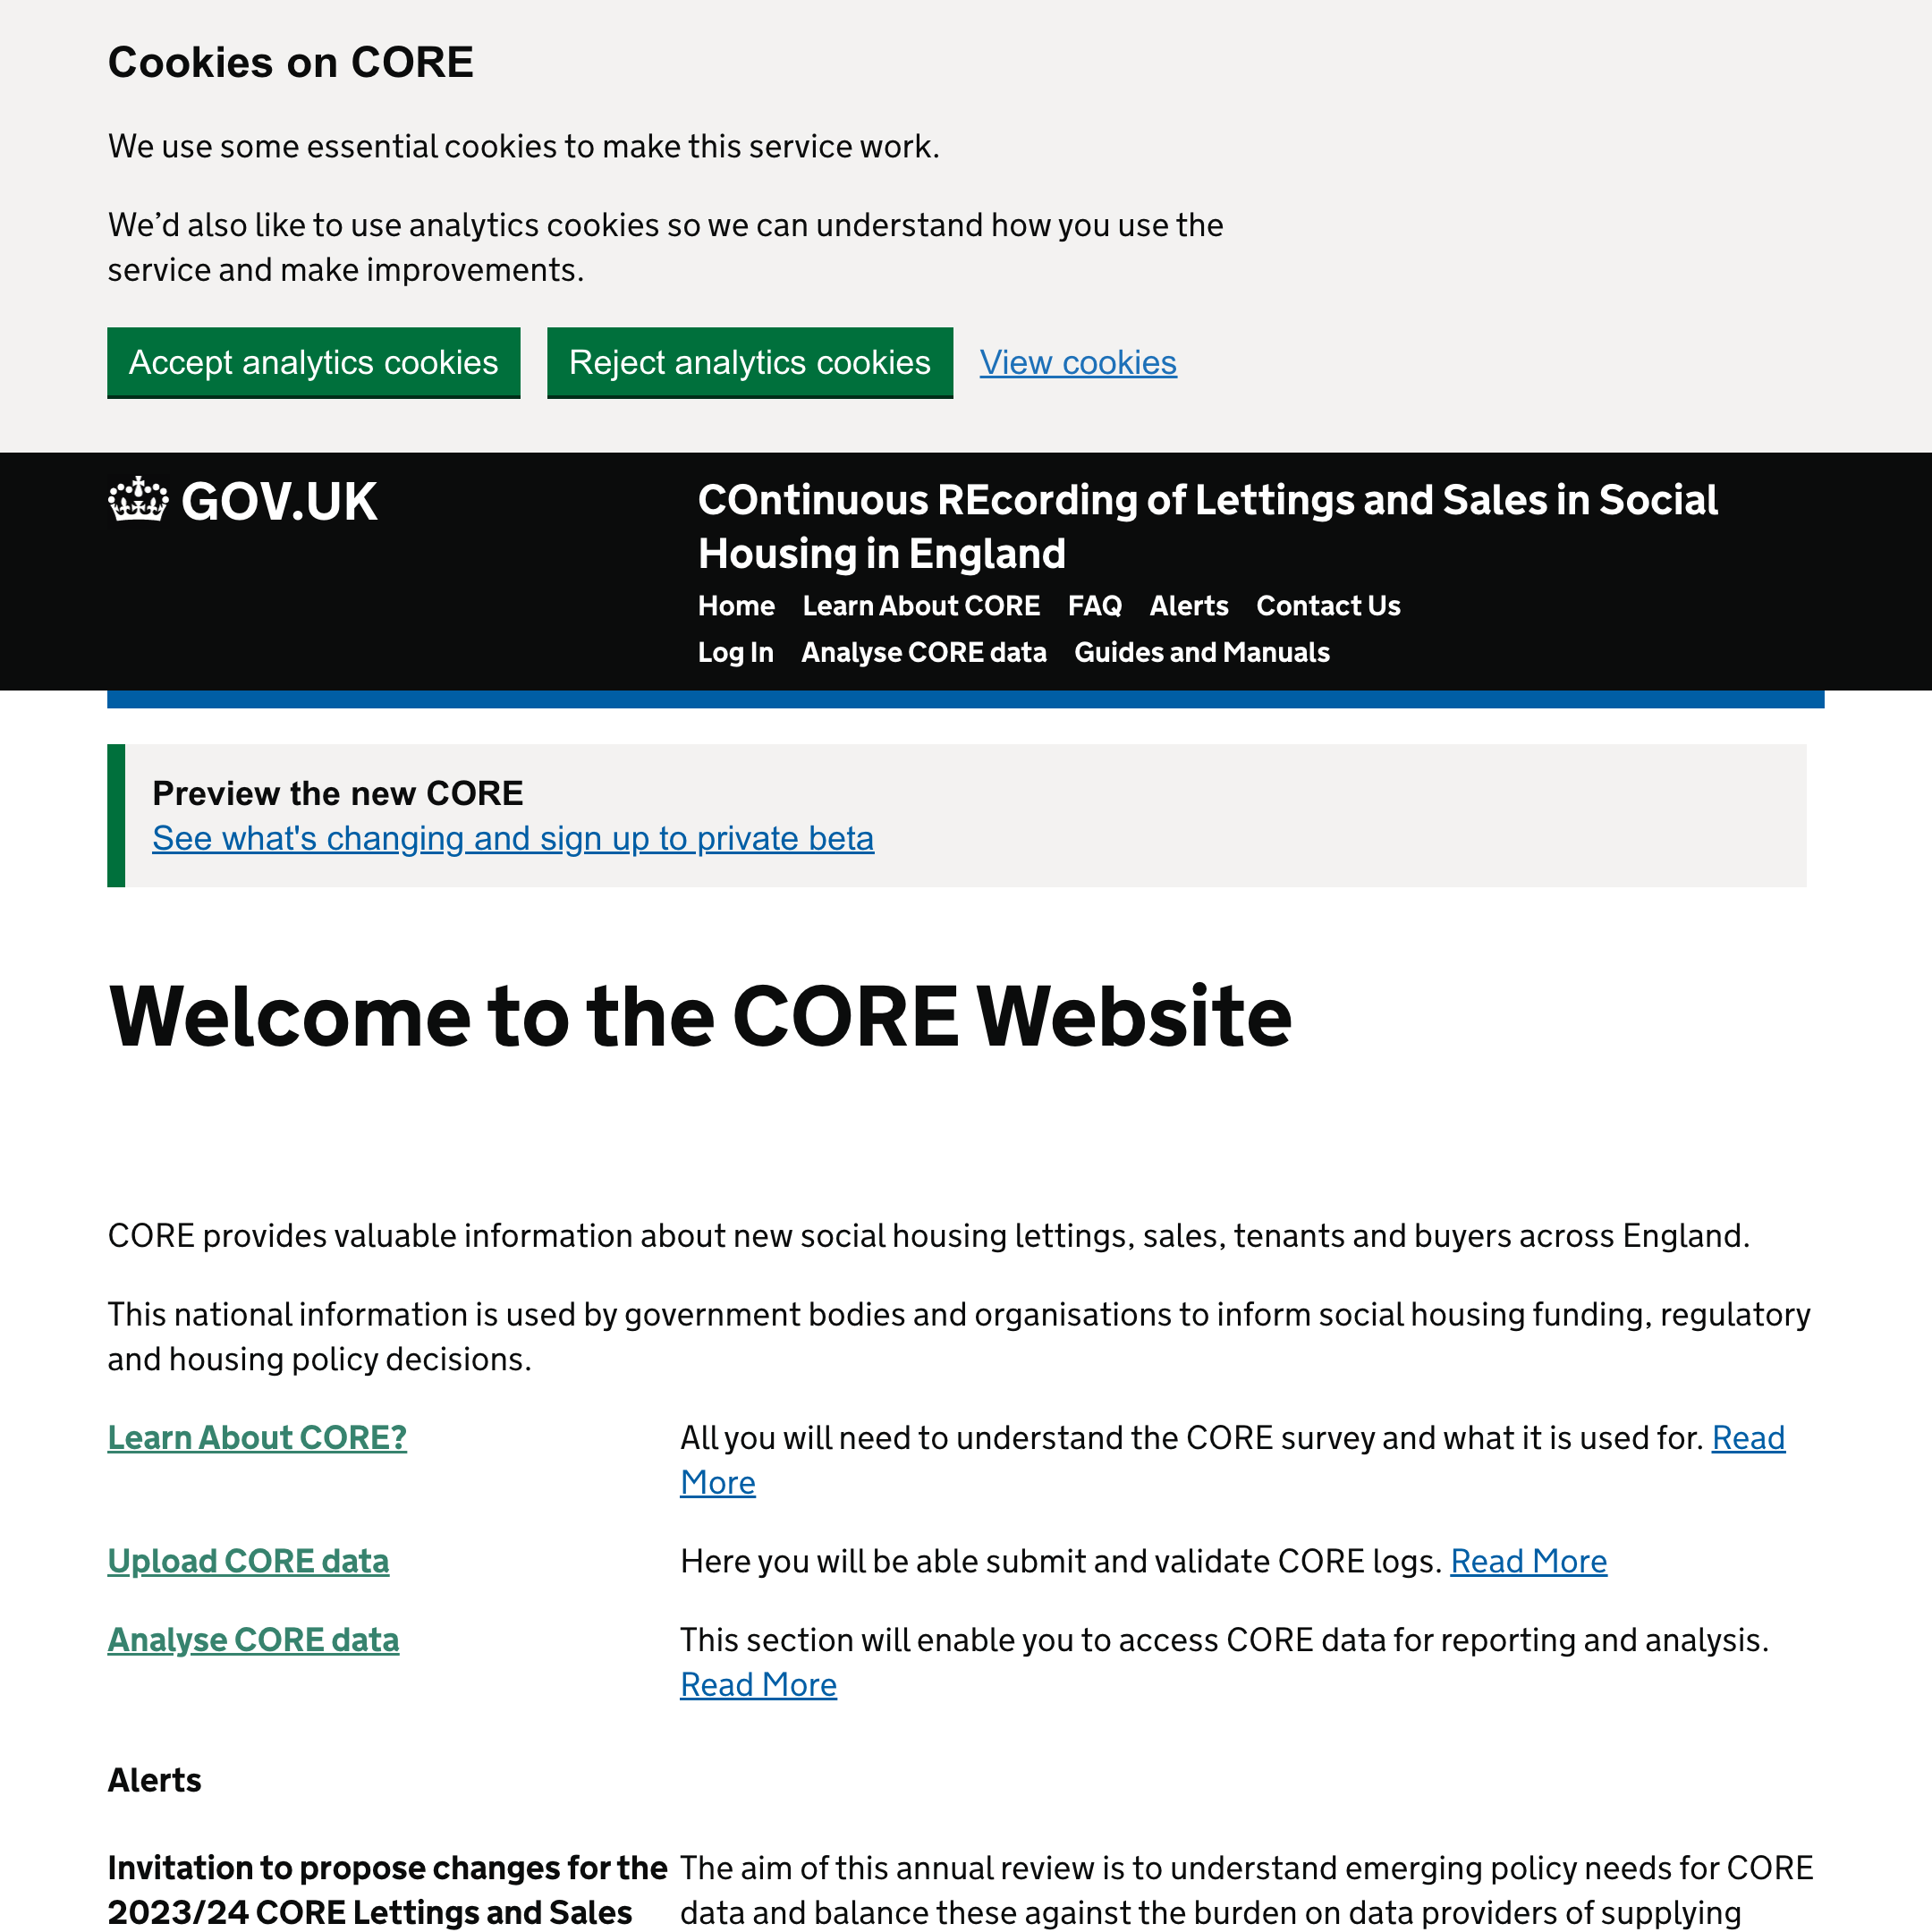 Cookies on CORE
We use some essential cookies to make this service work.
We’d also like to use analytics cookies so we can understand how you use the
service and make improvements.
Accept analytics cookies Reject analytics cookies View cookies
GOV.UK
COntinuous REcording of Lettings and Sales in Social
Housing in England
Home Learn About CORE FAQ Alerts Contact Us
Log In Analyse CORE data Guides and Manuals
Preview the new CORE
See what's changing and sign up to private beta
Welcome to the CORE Website
CORE provides valuable information about new social housing lettings, sales, tenants and buyers across England.
This national information is used by government bodies and organisations to inform social housing funding, regulatory
and housing policy decisions.
Learn About CORE?
All you will need to understand the CORE survey and what it is used for. Read
More
Upload CORE data
Here you will be able submit and validate CORE logs. Read More
Analyse CORE data
This section will enable you to access CORE data for reporting and analysis.
Read More
Alerts
Invitation to propose changes for the
2023/24 CORE Lettings and Sales
The aim of this annual review is to understand emerging policy needs for CORE
data and balance these against the burden on data providers of supplying